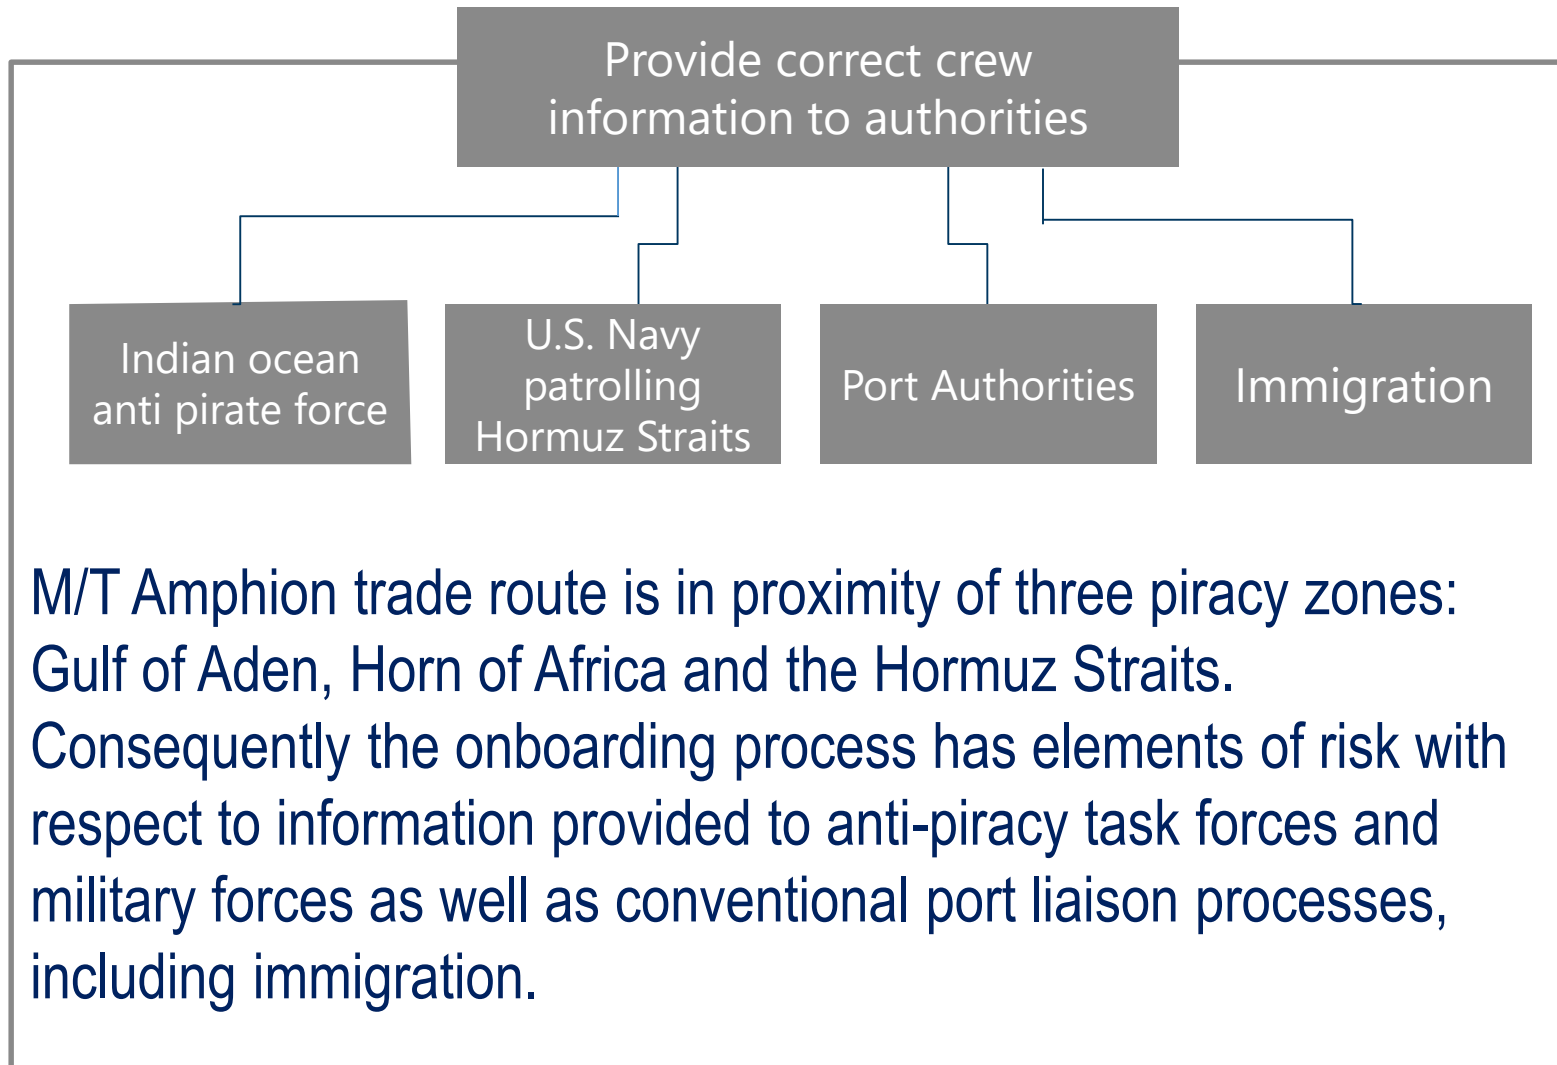 Provide correct crew
information to authorities
Indian ocean
anti pirate force
U.S. Navy
patrolling
Hormuz Straits
Port Authorities
Immigration
M/T Amphion trade route is in proximity of three piracy zones:
Gulf of Aden, Horn of Africa and the Hormuz Straits.
Consequently the onboarding process has elements of risk with
respect to information provided to anti-piracy task forces and
military forces as well as conventional port liaison processes,
including immigration.